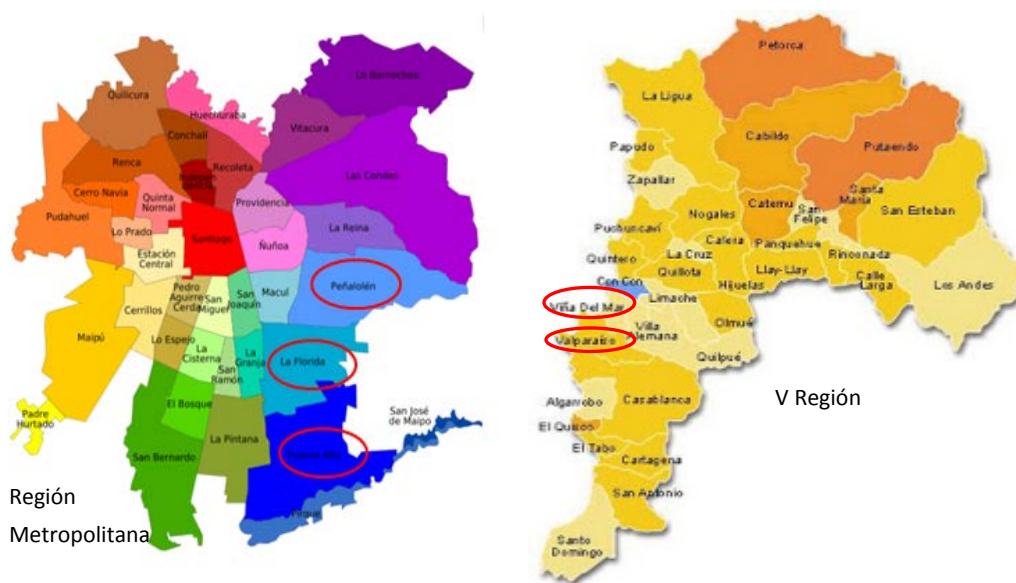 Lo Barnechea
Quilicura
Huechuraba
Vitacura
Conchalí
Renca
Recoleta
Las Condes
Cerro Navia
Quinta
Normal
Providencia
Pudahuel
Lo Prado
Santiago
La Reina
Ñuñoa
Estación
Central
Peñalolén
Macul
San
Joaquín
Pedro
Aguirre
Cerda
San
Miguel
Cerrillos
Maipú
Lo Espejo
La
Cisterna
La
Granja
La Florida
San
Ramón
El Bosque
Padre
Hurtado
San José
de Maipo
La Pintana
Puente Alto
San Bernardo
Pirque
Región
Metropolitana
Petorca
La Ligua
Cabildo
Papudo
Putaendo
Zapallar
Santa
María
Catemu
San
Felipe
San Esteban
Nogales
Puchuncaví
Calera
Panquehue
Quintero
La Cruz
Rinconada
Quillota
Llay-Llay
Con Con
Hijuelas
Calle
Larga
Los Andes
Limache
Viña Del Mar
Olmué
Villa
Alemana
Valparaíso
Quilpué
V Región
Algarrobo
Casablanca
El Quisco
El Tabo
Cartagena
San Antonio
Santo
Domingo